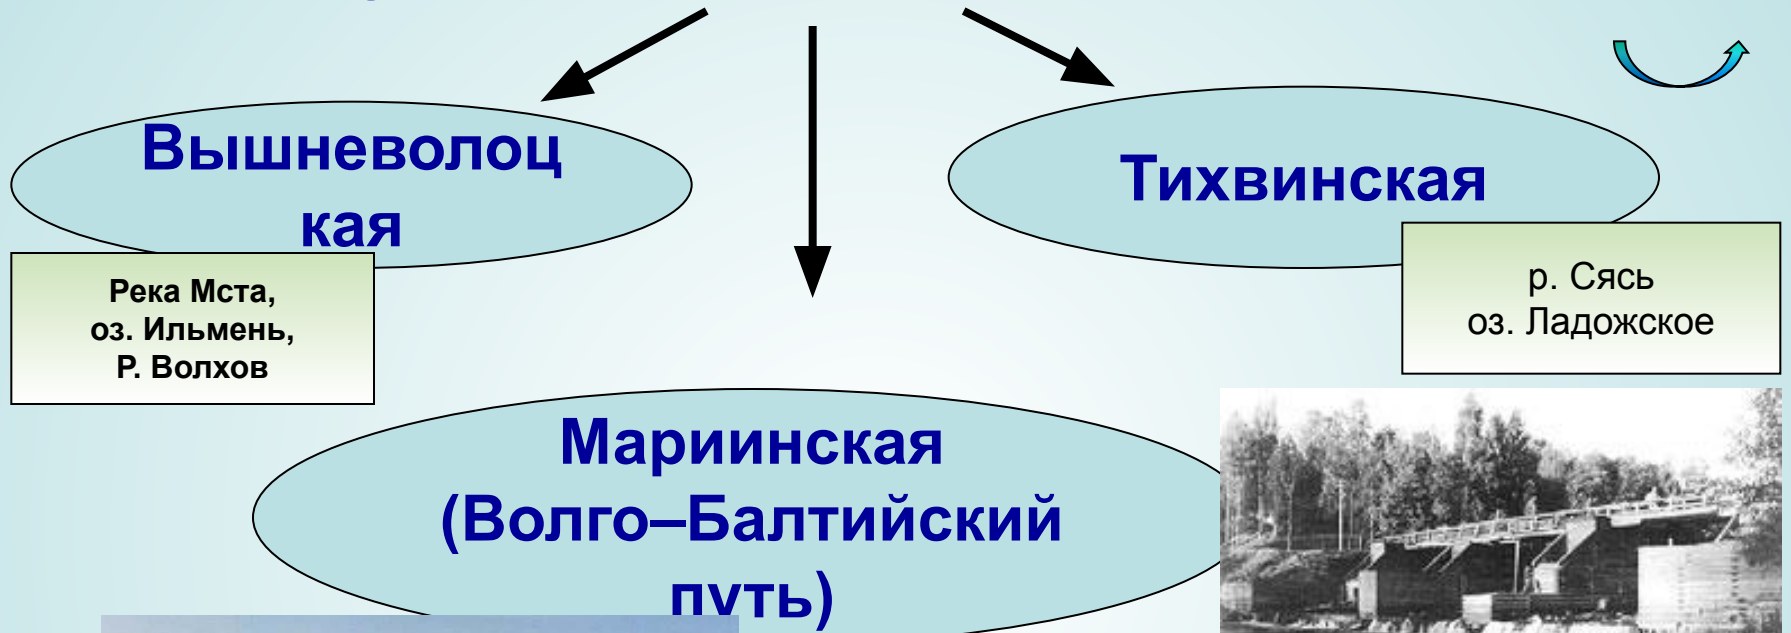 Вышневолоц
кая
Тихвинская
Река Мста,
оз. Ильмень,
Р. Волхов
р. Сясь
оз. Ладожское
Мариинская
(Волго–Балтийский
путь)